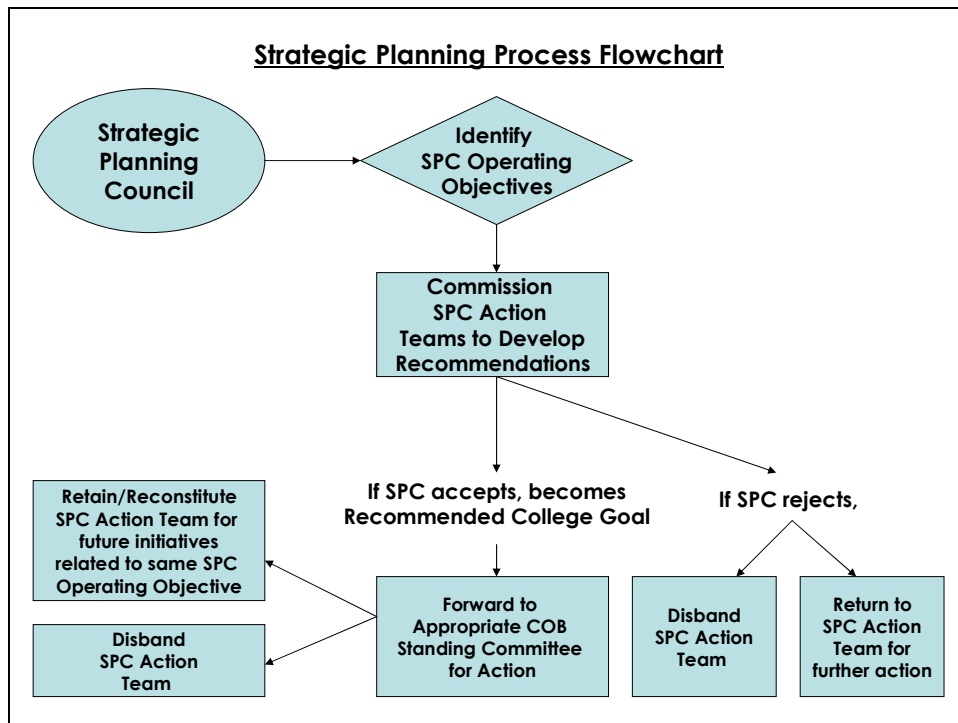 Strategic Planning Process Flowchart
Strategic
Planning
Council
Identify
SPC Operating
Objectives
Commission
SPC Action
Teams to Develop
Recommendations
If SPC accepts, becomes
Recommended College Goal
If SPC rejects,
Retain/Reconstitute
SPC Action Team for
future initiatives
related to same SPC
Operating Objective
Disband
SPC Action
Team
Forward to
Appropriate COB
Standing Committee
for Action
Disband
SPC Action
Team
Return to
SPC Action
Team for
further action